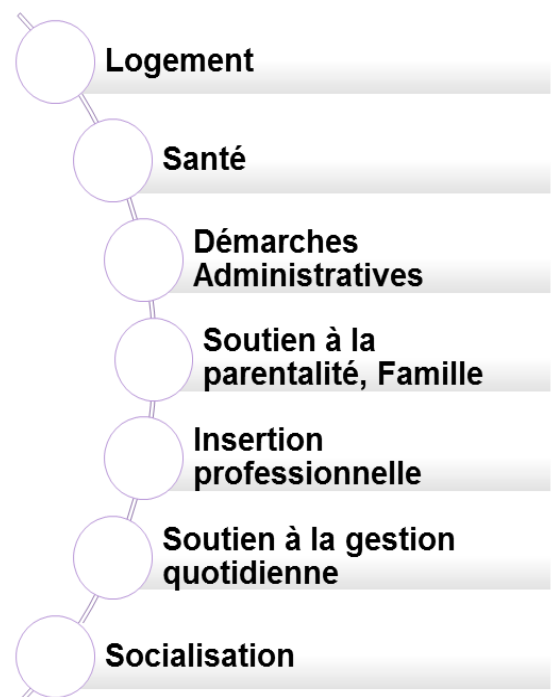 Logement
Santé
Démarches
Administratives
Soutien à la
parentalité, Famille
Insertion
professionnelle
Soutien à la gestion
quotidienne
Socialisation